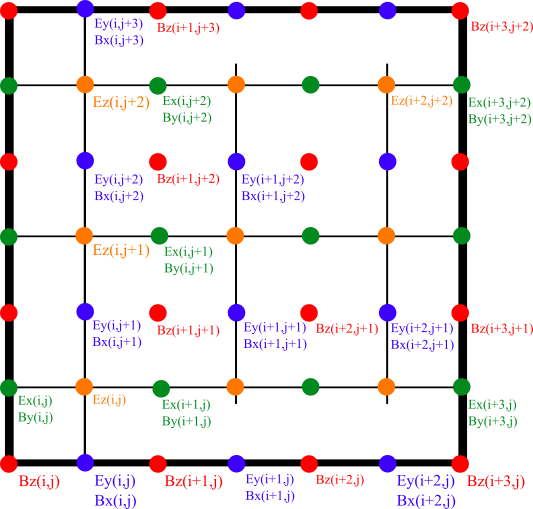 Ey(i,j+3)
Bx(i,j+3)
Bz(i+1,j+3)
Bz(i+3,j+2)
Ez(i,j+2)
Ex(i,j+2)
By(i,j+2)
Ez(i+2,j+2)
Ex(i+3,j+2)
By(i+3,j+2)
Ey(i,j+2)
Bx(i,j+2)
Bz(i+1,j+2)
Ey(i+1,j+2)
Bx(i+1,j+2)
Ez(i,j+1)
Ex(i,j+1)
By(i,j+1)
Ey(i,j+1)
Bx(i,j+1)
Bz(i+1,j+1)
Ey(i+1,j+1)
Bx(i+1,j+1)
Bz(i+2,j+1)
Ey(i+2,j+1)
Bx(i+2,j+1)
Bz(i+3,j+1)
Ex(i,j)
By(i,j)
Ez(i,j)
Ex(i+1,j)
By(i+1,j)
Ex(i+3,j)
By(i+3,j)
Bz(i,j)
Ey(i,j)
Bx(i,j)
Bz(i+1,j)
Ey(i+1,j)
Bx(i+1,j)
Bz(i+2,j)
Ey(i+2,j)
Bx(i+2,j)
Bz(i+3,j)